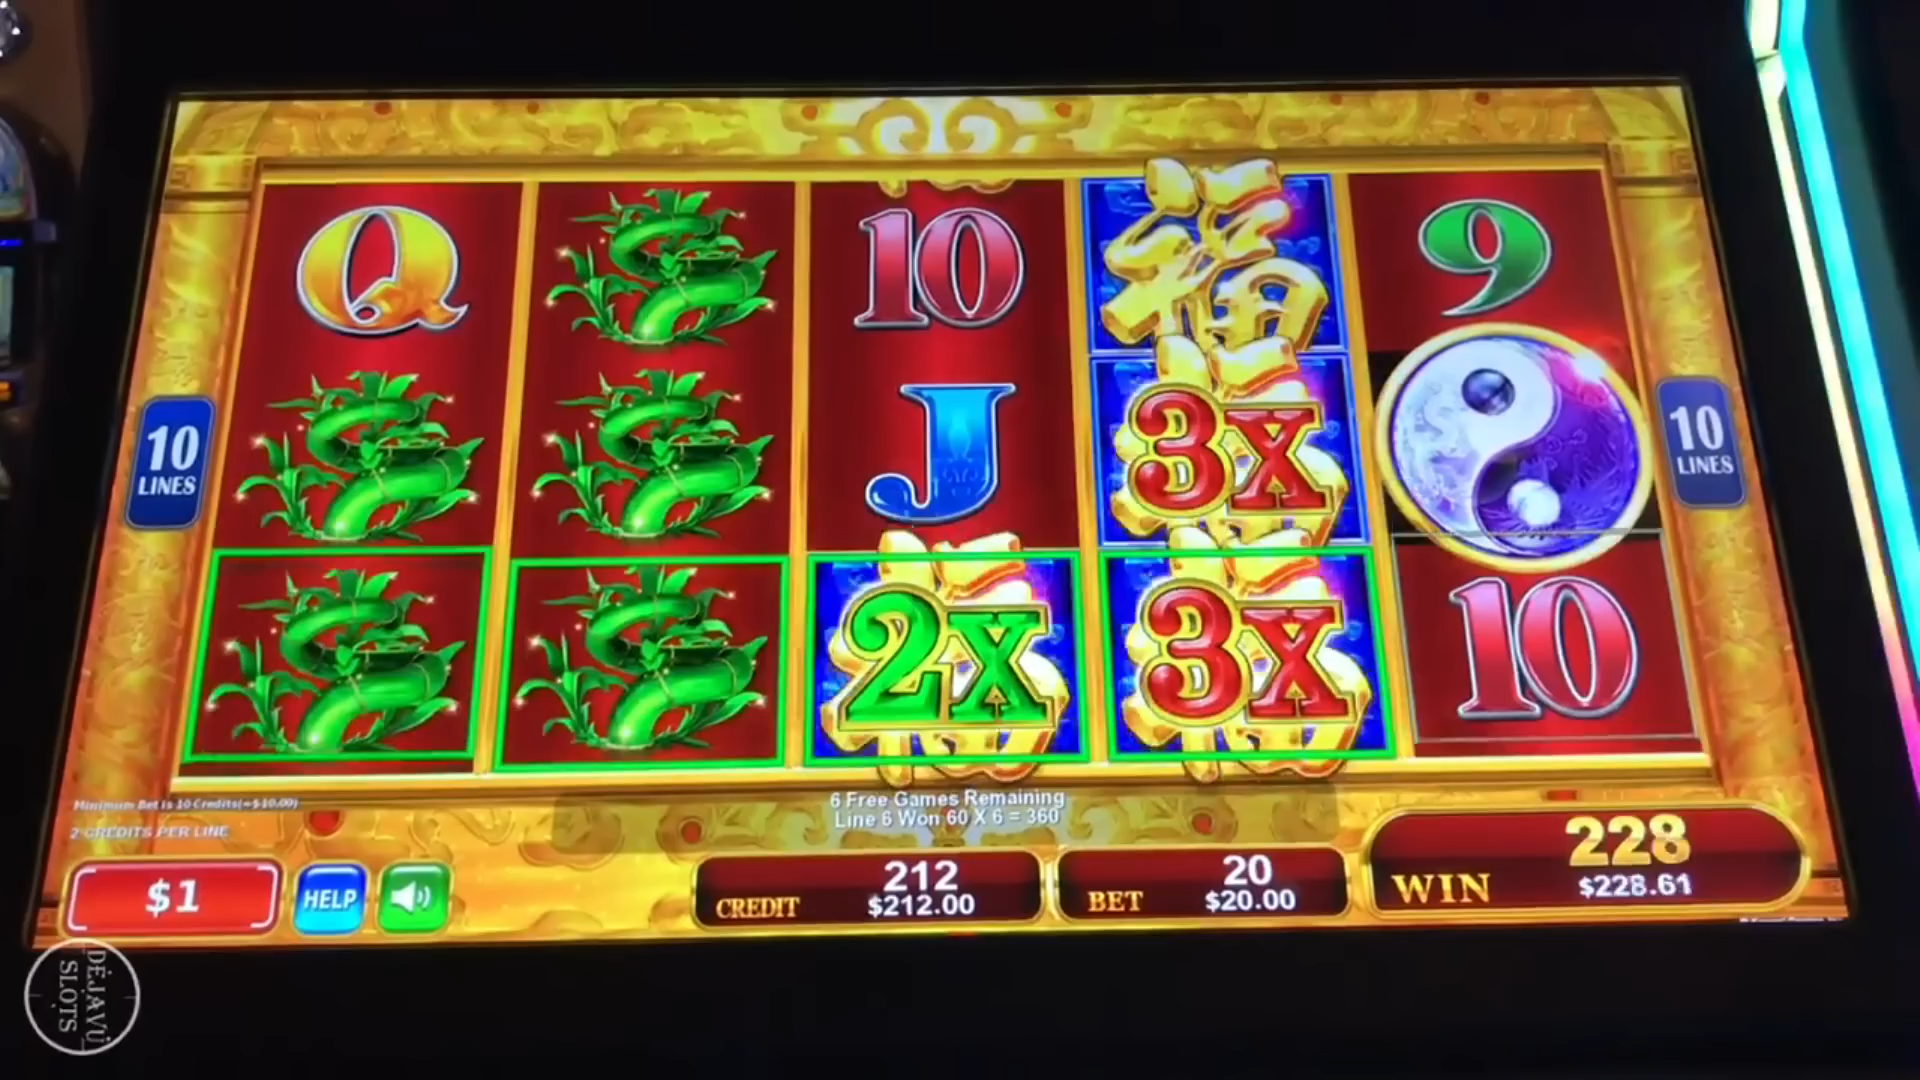 Q
10
福
9
10
LINES
J
3X
10
LINES
2X
3X
10
Minimum Bet is 10 Credits(=$10.00)
2 CREDITS PER LINE
6 Free Games Remaining
Line 6 Won 60 X 6 = 360
$1
HELP
CREDIT
212
$212.00
BET
20
$20.00
WIN
228
$228.61
DÉJÀVU
SLOTS